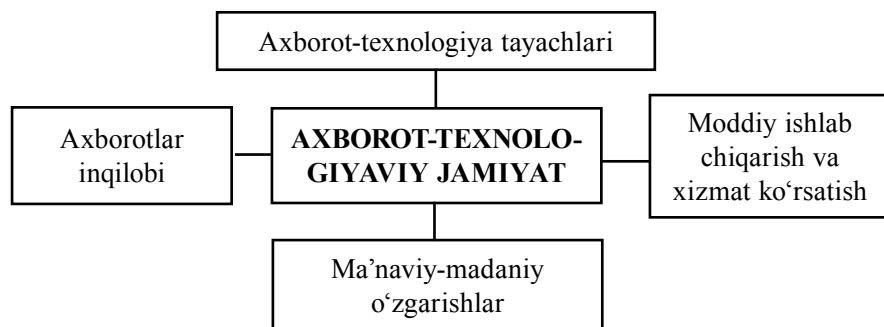 Axborot-texnologiya tayachlari
Axborotlar
inqilobi
AXBOROT-TEXNOLO-
GIYAVIY JAMIYAT
Moddiy ishlab
chiqarish va
xizmat ko‘rsatish
Ma’naviy-madaniy
o‘zgarishlar